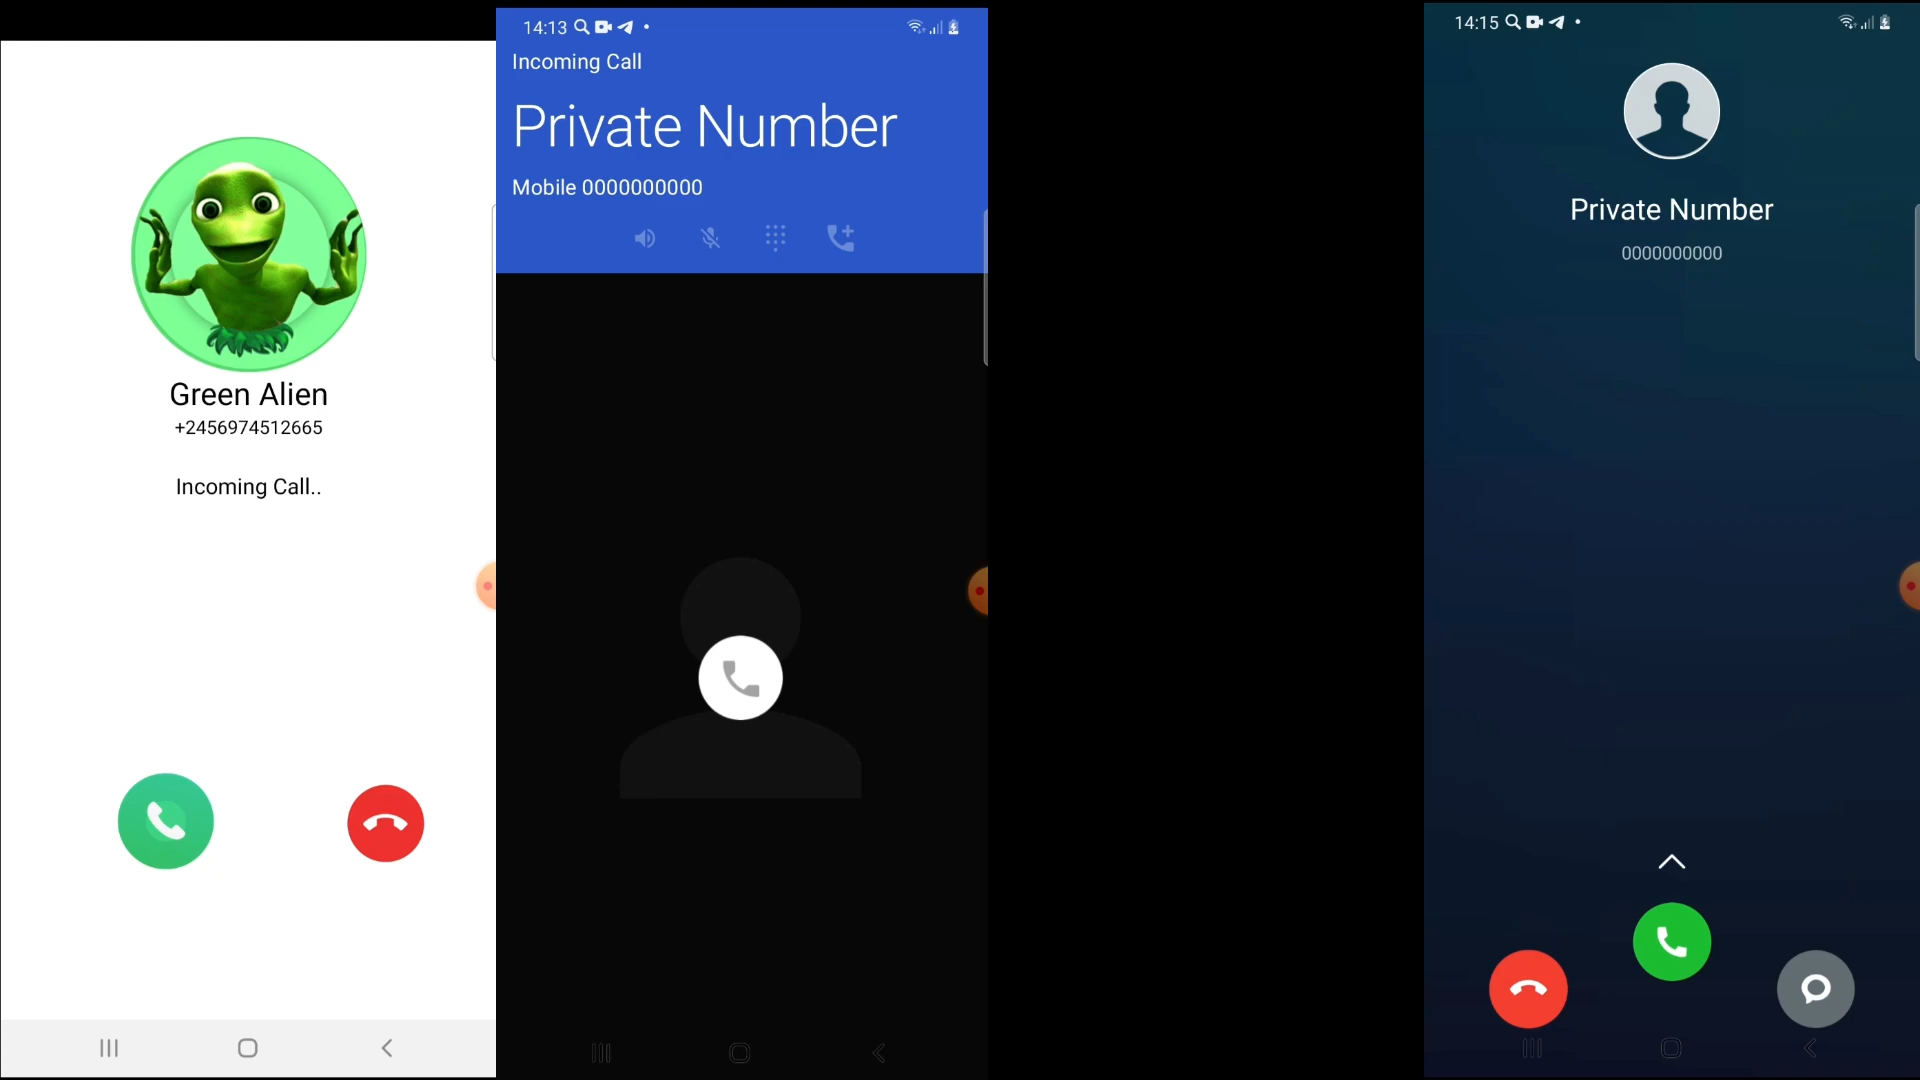 Green Alien
+2456974512665
Incoming Call..
14:13
Incoming Call
Private Number
Mobile 0000000000
14:15
Private Number
0000000000